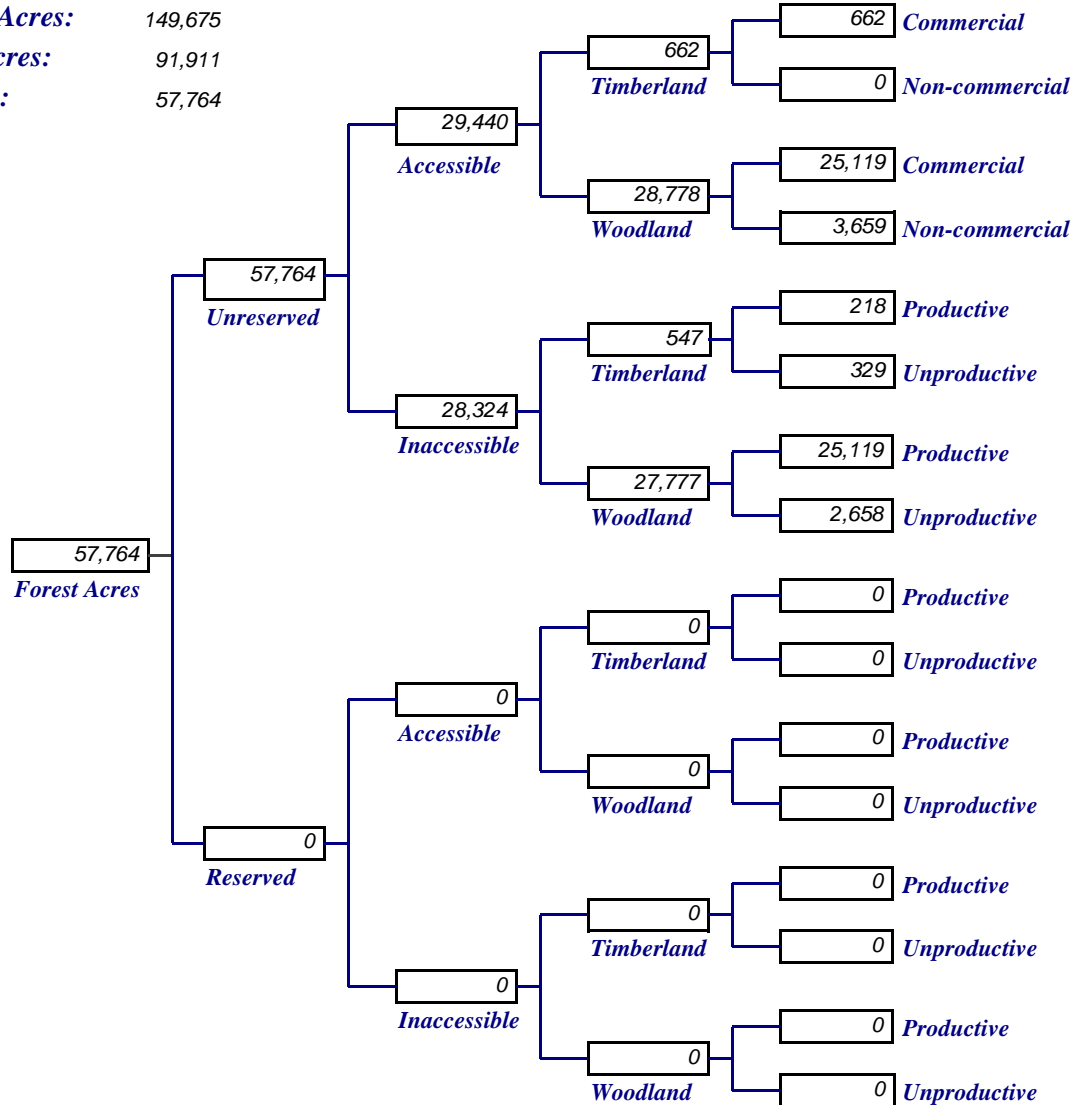 Acres: 149,675
cres: 91,911
: 57,764
662 Commercial
662
Timberland
0 Non-commercial
29,440
Accessible
25,119 Commercial
28,778
Woodland
3,659 Non-commercial
57,764
Unreserved
218 Productive
547
Timberland
329 Unproductive
28,324
Inaccessible
25,119 Productive
27,777
Woodland
2,658 Unproductive
57,764
Forest Acres
0 Productive
0
Timberland
0 Unproductive
0
Accessible
0 Productive
0
Woodland
0 Unproductive
0
Reserved
0 Productive
0
Timberland
0 Unproductive
0
Inaccessible
0 Productive
0
Woodland
0 Unproductive